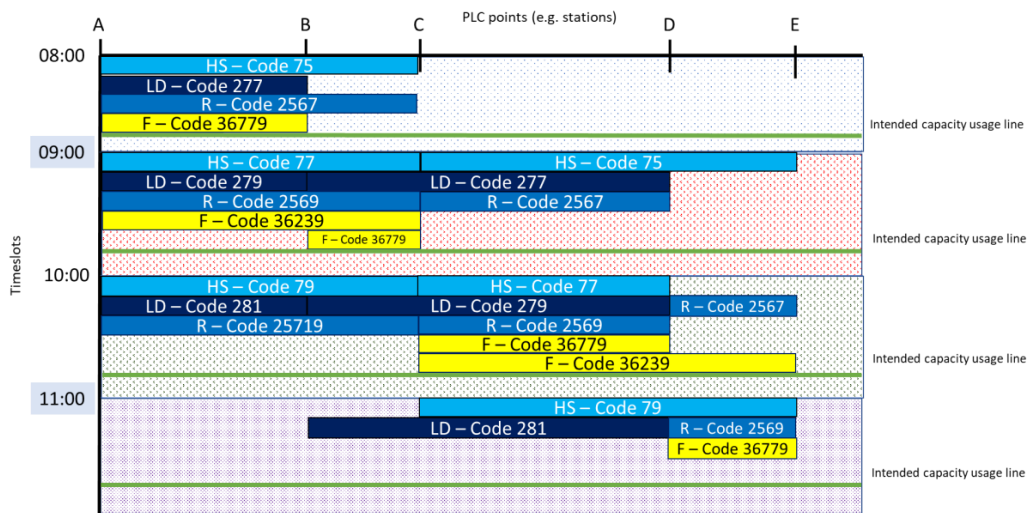 PLC points (e.g. stations)
A B C D E
Timeslots
08:00
HS – Code 75
LD – Code 277
R – Code 2567
F – Code 36779
Intended capacity usage line
09:00
HS – Code 77 HS – Code 75
LD – Code 279 LD – Code 277
R – Code 2569 R – Code 2567
F – Code 36239
F – Code 36779
Intended capacity usage line
10:00
HS – Code 79 HS – Code 77
LD – Code 281 LD – Code 279 R – Code 2567
R – Code 25719 R – Code 2569
F – Code 36779
F – Code 36239
Intended capacity usage line
11:00
HS – Code 79
LD – Code 281 R – Code 2569
F – Code 36779
Intended capacity usage line